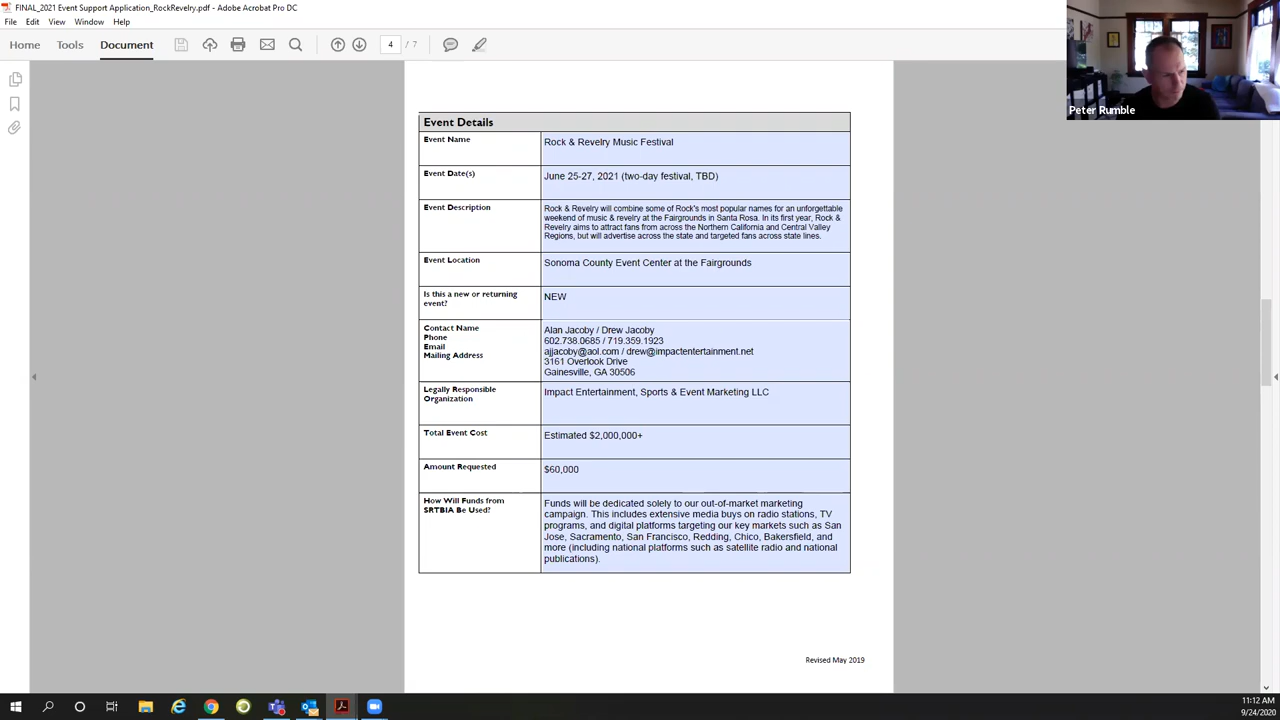 FINAL_2021 Event Support Application_RockRevelry.pdf - Adobe Acrobat Pro DC
File Edit View Window Help
Home Tools Document 4 / 7
Peter Rumble
Event Details
Event Name Rock & Revelry Music Festival
Event Date(s) June 25-27, 2021 (two-day festival, TBD)
Event Description Rock & Revelry will combine some of Rock's most popular names for an unforgettable
weekend of music & revelry at the Fairgrounds in Santa Rosa. In its first year, Rock &
Revelry aims to attract fans from across the Northern California and Central Valley
Regions, but will advertise across the state and targeted fans across state lines.
Event Location Sonoma County Event Center at the Fairgrounds
Is this a new or returning NEW
event?
Contact Name Alan Jacoby / Drew Jacoby
Phone 602.738.0685 / 719.359.1923
Email ajjacoby@aol.com / drew@impactentertainment.net
Mailing Address 3161 Overlook Drive
Gainesville, GA 30506
Legally Responsible Impact Entertainment, Sports & Event Marketing LLC
Organization
Total Event Cost Estimated $2,000,000+
Amount Requested $60,000
How Will Funds from Funds will be dedicated solely to our out-of-market marketing
SRTBIA Be Used? campaign. This includes extensive media buys on radio stations, TV
programs, and digital platforms targeting our key markets such as San
Jose, Sacramento, San Francisco, Redding, Chico, Bakersfield, and
more (including national platforms such as satellite radio and national
publications).
Revised May 2019
11:12 AM
9/24/2020